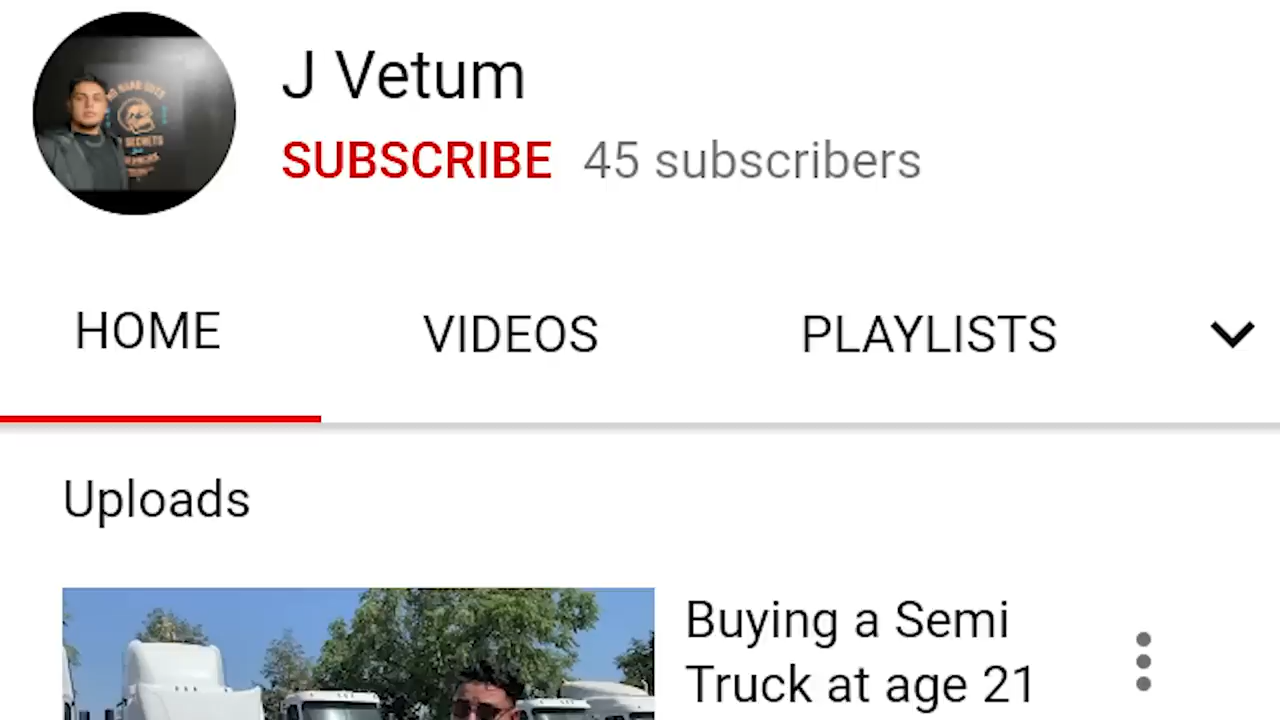 J Vetum
SUBSCRIBE 45 subscribers
HOME VIDEOS PLAYLISTS
Uploads
Buying a Semi
Truck at age 21